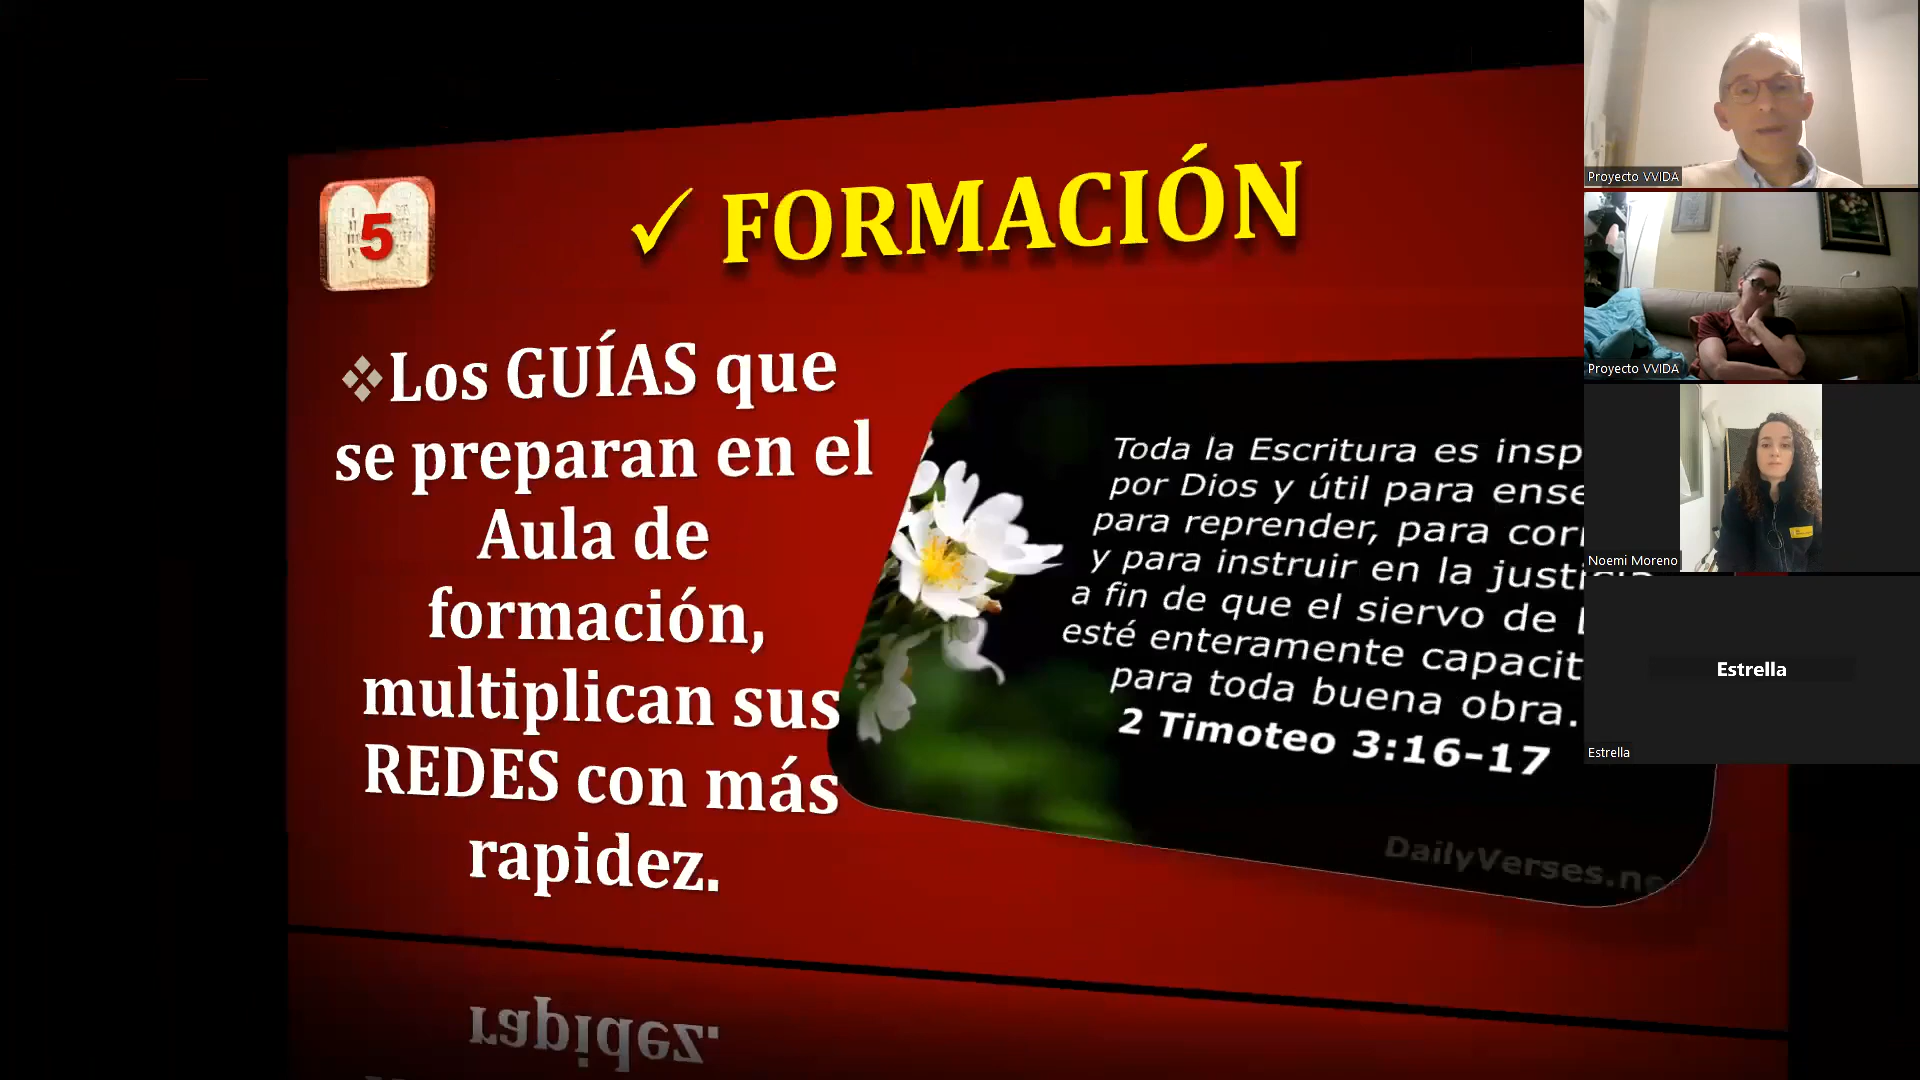 5
✓ FORMACIÓN
❖Los GUÍAS que
se preparan en el
Aula de
formación,
multiplican sus
REDES con más
rapidez.
Toda la Escritura es insp
por Dios y útil para ense
para reprender, para cor
y para instruir en la justicia
a fin de que el siervo de
esté enteramente capacit
para toda buena obra.
2 Timoteo 3:16-17
DailyVerses.ne
rapidez.
Proyecto VVIDA
Proyecto VVIDA
Noemi Moreno
Estrella
Estrella